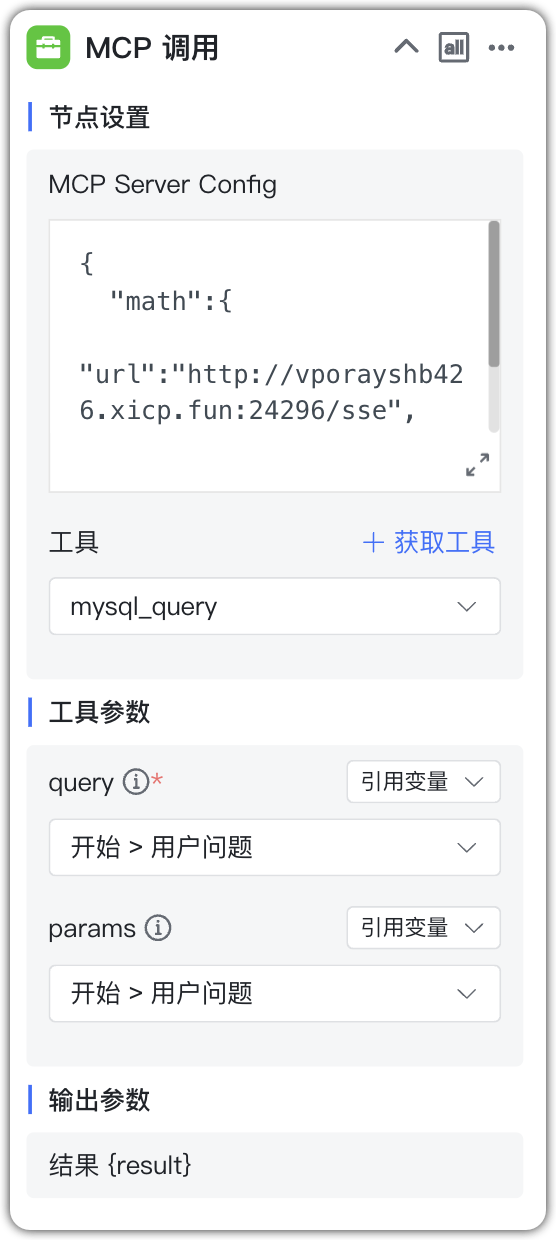 MCP 调用
all
节点设置
MCP Server Config
{
"math":{
"url":"http://vporayshb42
6.xicp.fun:24296/sse",
工具
+ 获取工具
mysql_query
工具参数
query *
引用变量
开始 > 用户问题
params
引用变量
开始 > 用户问题
输出参数
结果 {result}